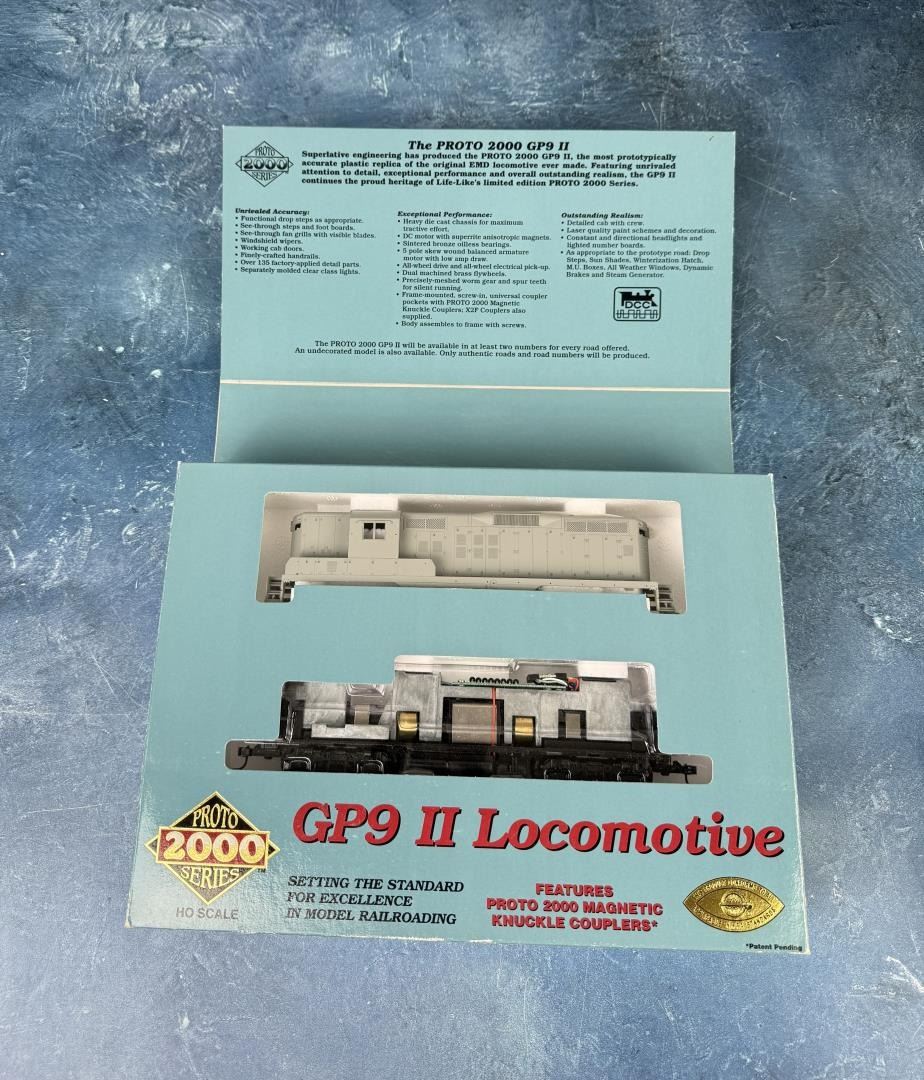 PROTO
2000
SERIES
The PROTO 2000 GP9 II
Superlative engineering has produced the PROTO 2000 GP9 II, the most prototypically
accurate plastic replica of the original EMD locomotive ever made. Featuring unrivaled
attention to detail, exceptional performance and overall outstanding realism, the GP9 II
continues the proud heritage of Life-Like's limited edition PROTO 2000 Series.
Unrivaled Accuracy:
• Functional drop steps as appropriate.
• See-through steps and foot boards.
• See-through fan grills with visible blades.
• Windshield wipers.
• Working cab doors.
• Finely-crafted handrails.
• Over 135 factory-applied detail parts.
• Separately molded clear class lights.
Exceptional Performance:
• Heavy die cast chassis for maximum
tractive effort.
• DC motor with superrite anisotropic magnets.
• Sintered bronze oilless bearings.
• 5 pole skew wound balanced armature
motor with low amp draw.
• All-wheel drive and all-wheel electrical pick-up.
• Dual machined brass flywheels.
• Precisely-meshed worm gear and spur teeth
for silent running.
• Frame-mounted, screw-in, universal coupler
pockets with PROTO 2000 Magnetic
Knuckle Couplers; X2F Couplers also
supplied.
• Body assembles to frame with screws.
Outstanding Realism:
• Detailed cab with crew.
• Laser quality paint schemes and decoration.
• Constant and directional headlights and
lighted number boards.
• As appropriate to the prototype road: Drop
Steps, Sun Shades, Winterization Hatch,
M.U. Boxes, All Weather Windows, Dynamic
Brakes and Steam Generator.
DCC
The PROTO 2000 GP9 II will be available in at least two numbers for every road offered.
An undecorated model is also available. Only authentic roads and road numbers will be produced.
GP9 II Locomotive
PROTO
2000
SERIES
TM
HO SCALE
SETTING THE STANDARD
FOR EXCELLENCE
IN MODEL RAILROADING
FEATURES
PROTO 2000 MAGNETIC
KNUCKLE COUPLERS*
*Patent Pending